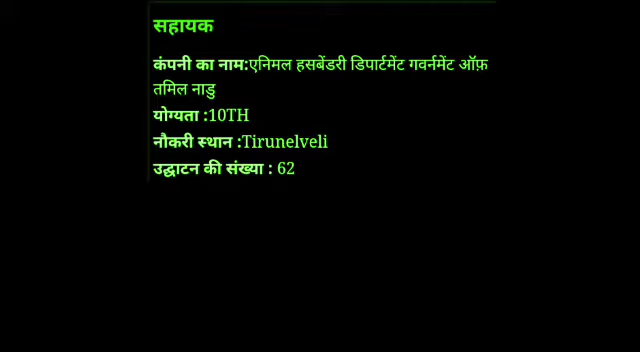 सहायक
कंपनी का नाम:एनिमल हसबेंडरी डिपार्टमेंट गवर्नमेंट ऑफ़
तमिल नाडु
योग्यता :10TH
नौकरी स्थान :Tirunelveli
उद्घाटन की संख्या : 62